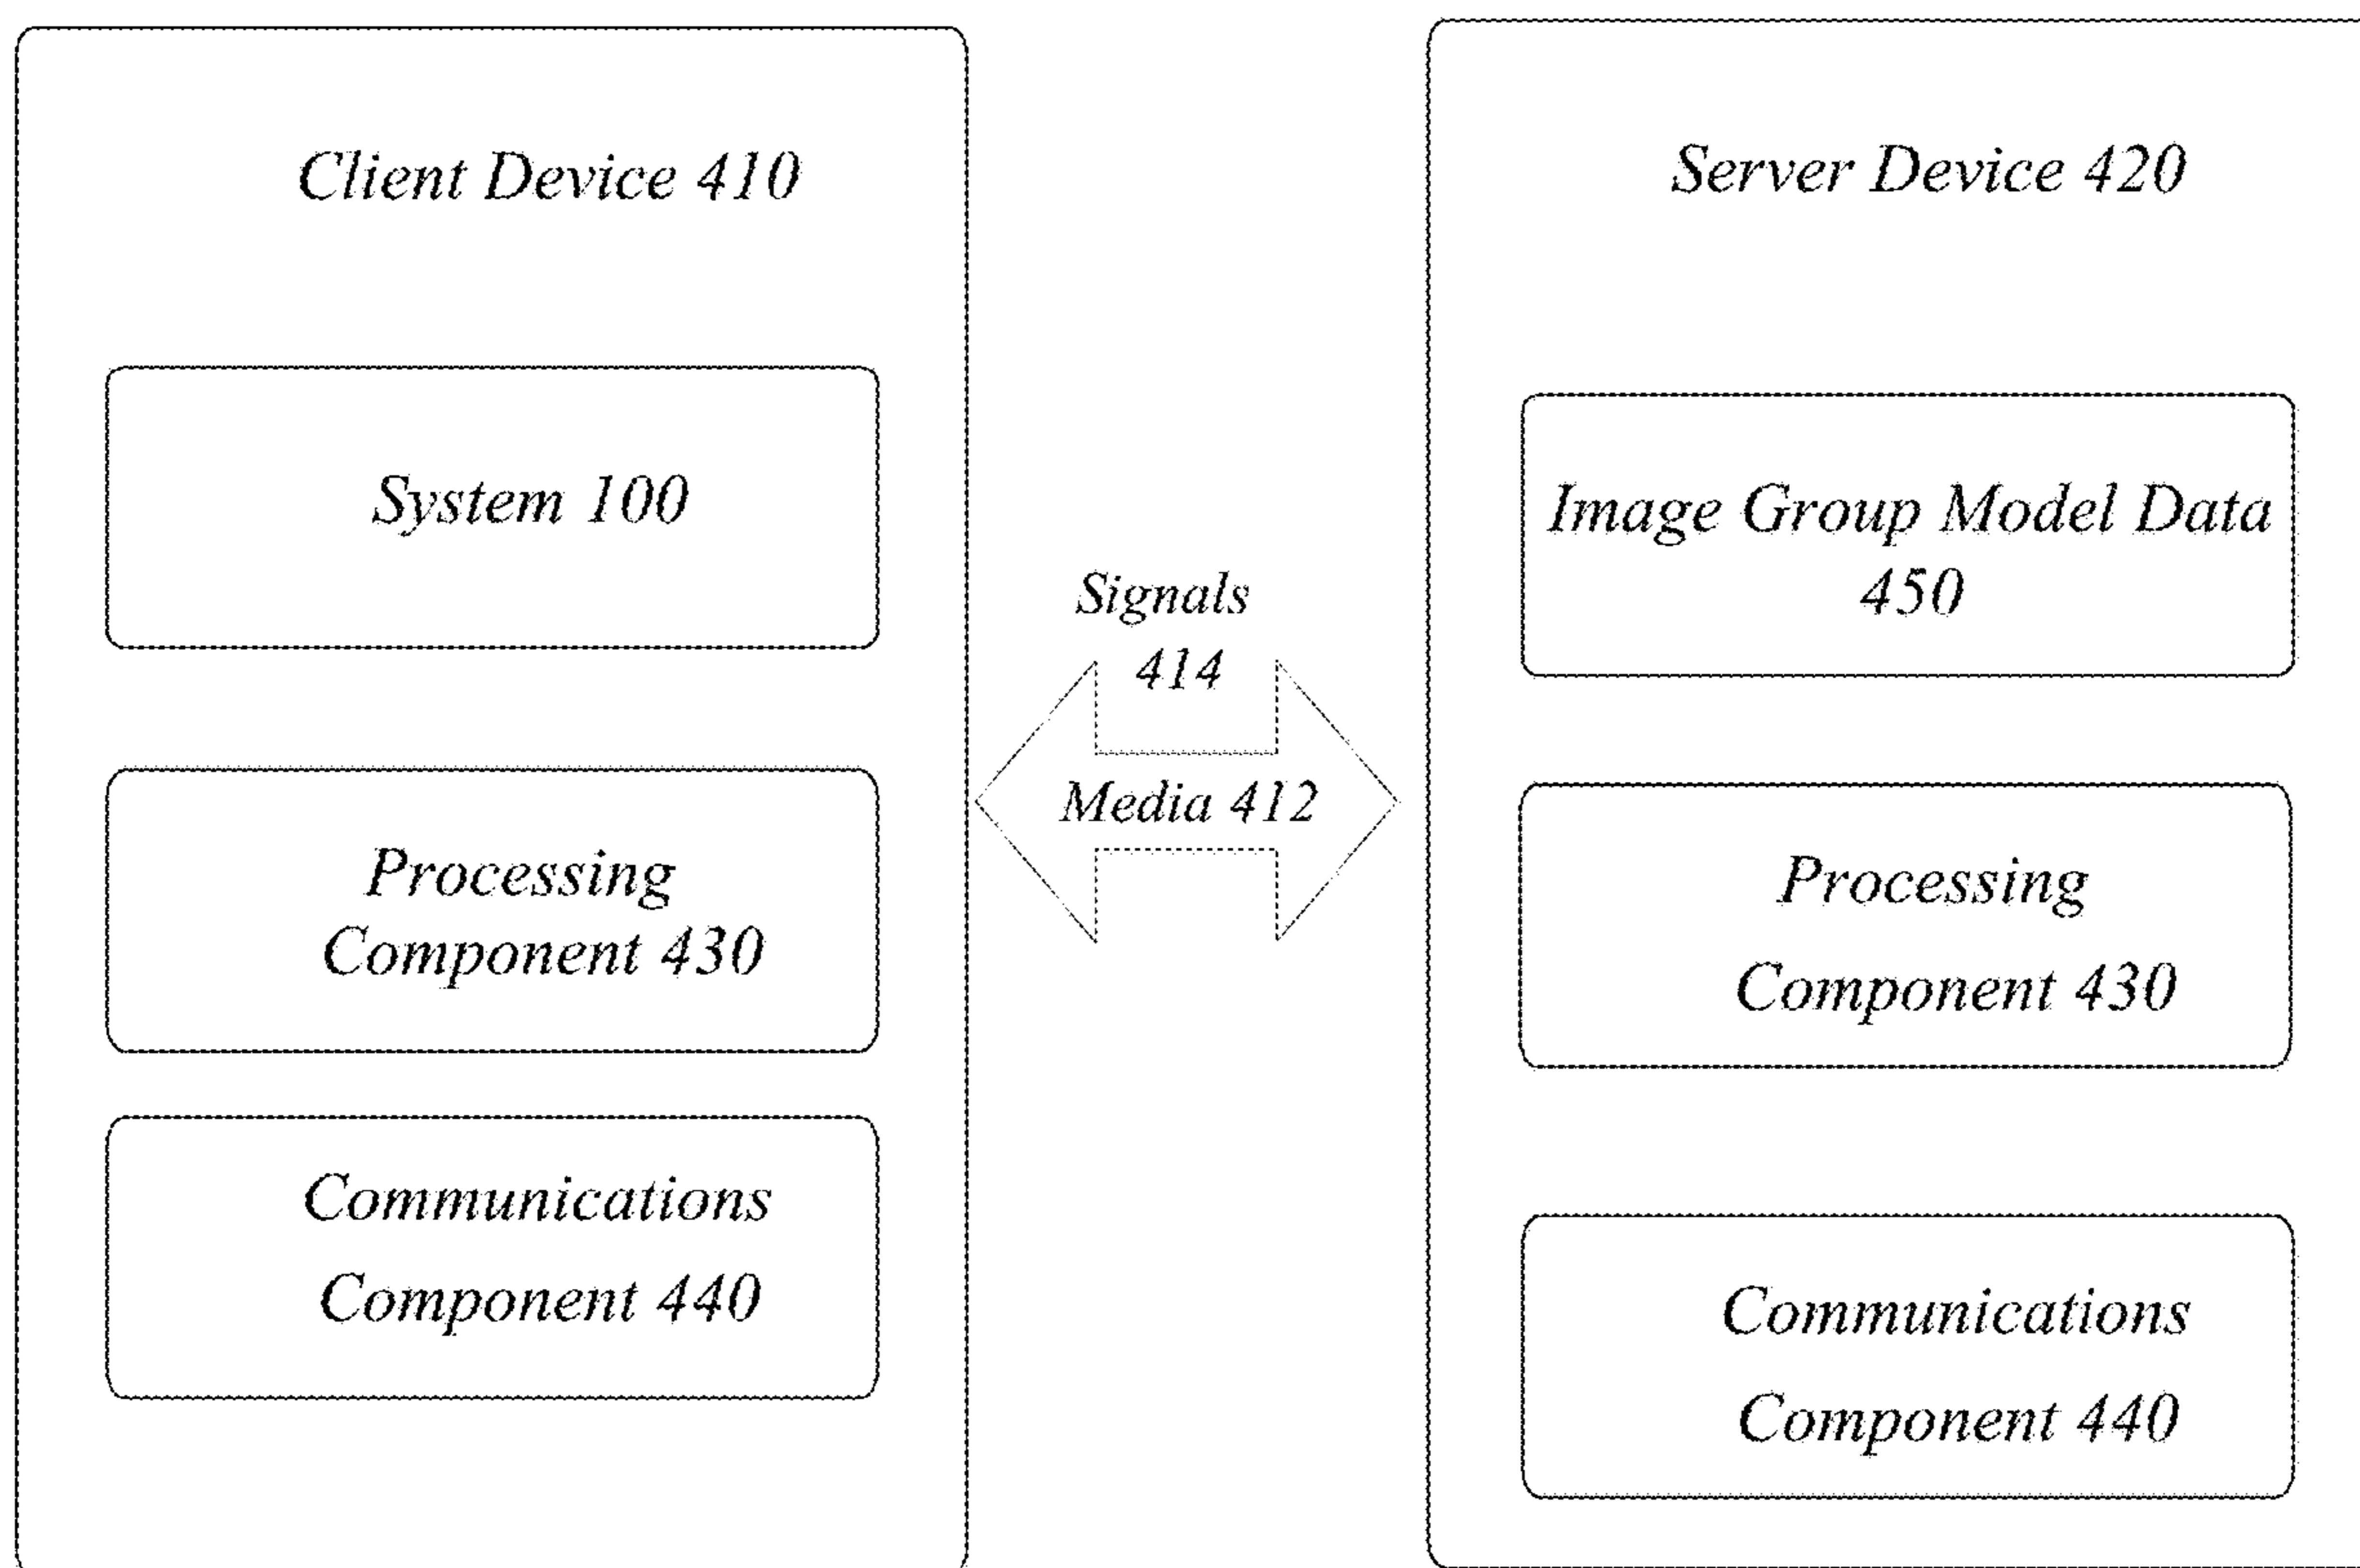 Client Device 410
System 100
Processing
Component 430
Communications
Component 440
Signals
414
Media 412
Server Device 420
Image Group Model Data
450
Processing
Component 430
Communications
Component 440